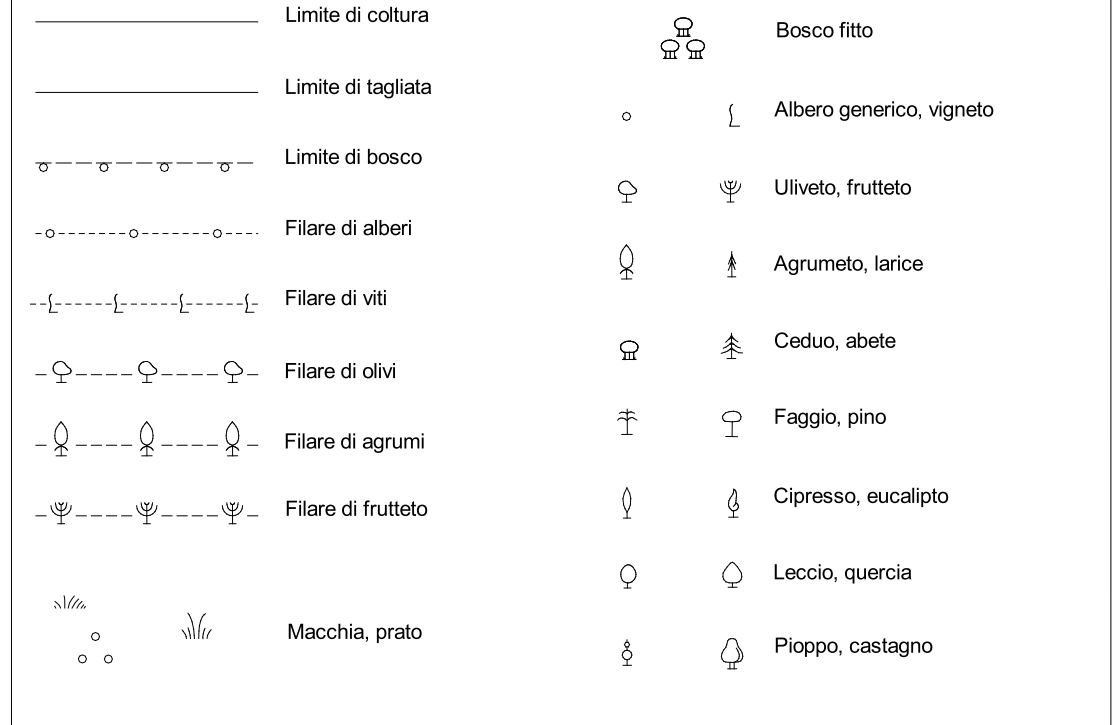 Limite di coltura
Limite di tagliata
Limite di bosco
Filare di alberi
Filare di viti
Filare di olivi
Filare di agrumi
Filare di frutteto
Macchia, prato
Bosco fitto
Albero generico, vigneto
Uliveto, frutteto
Agrumeto, larice
Ceduo, abete
Faggio, pino
Cipresso, eucalipto
Leccio, quercia
Pioppo, castagno